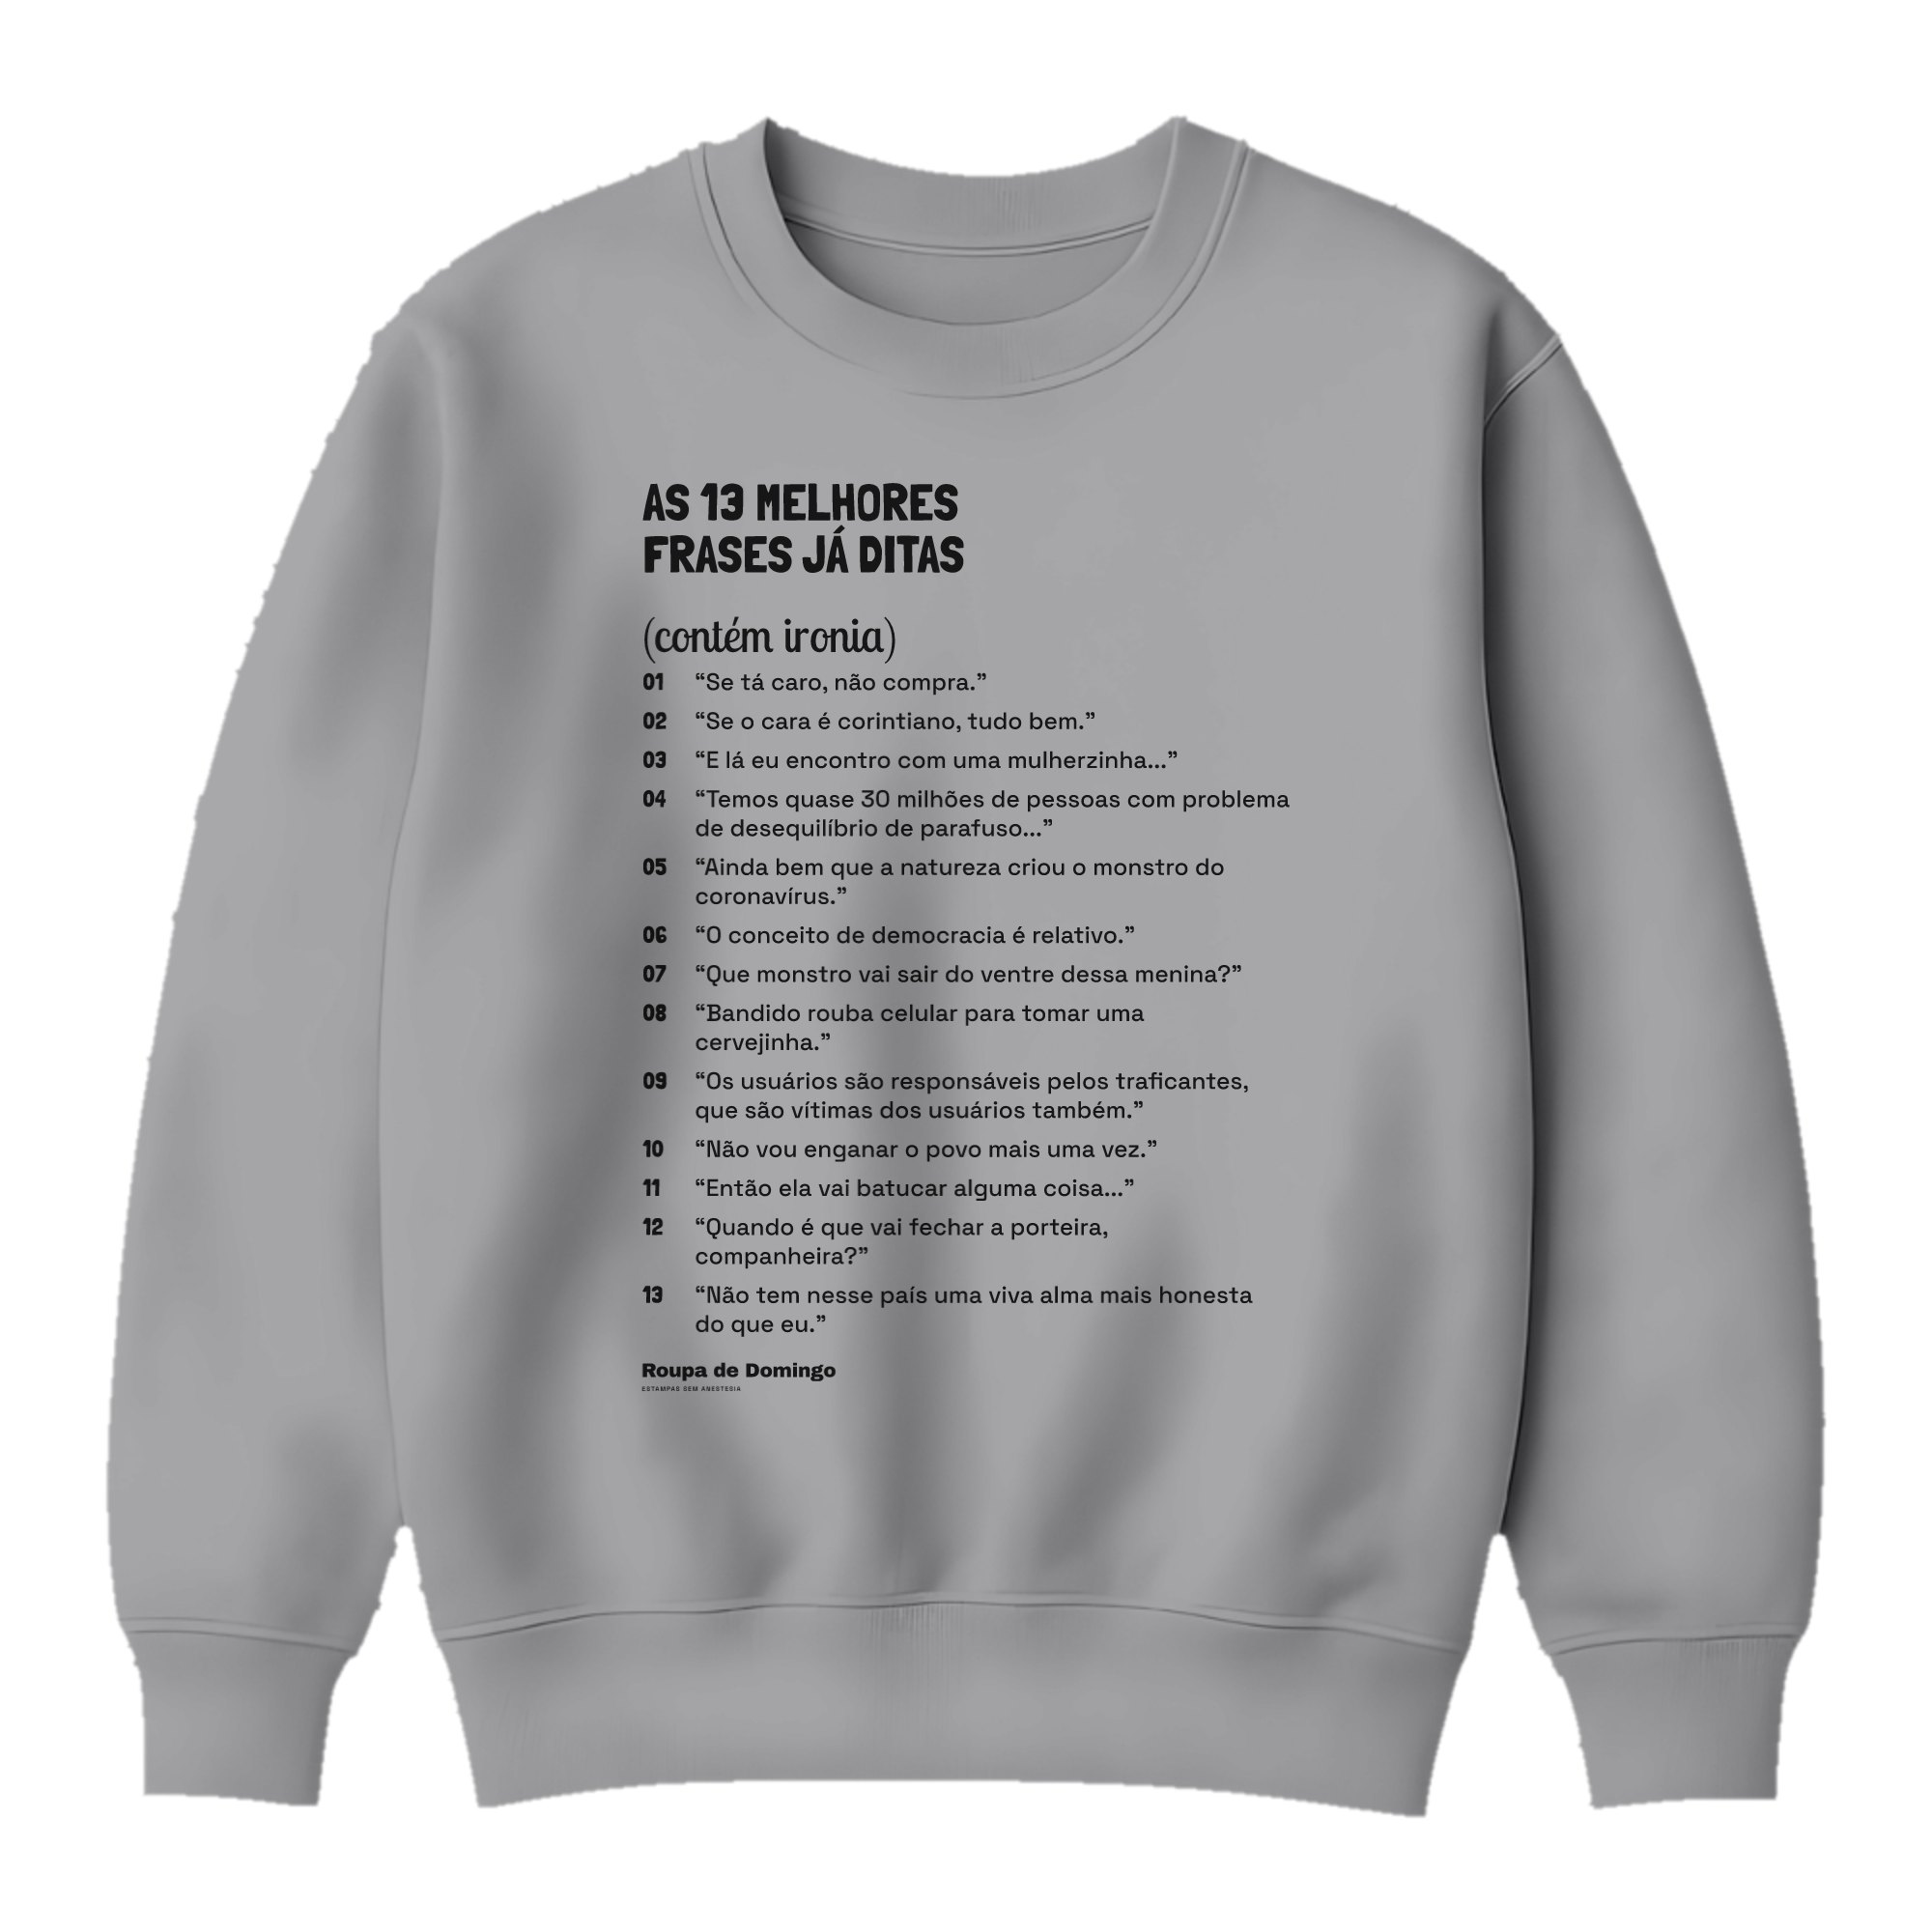 AS 13 MELHORES
FRASES JÁ DITAS
(contém ironia)
01 “Se tá caro, não compra.”
02 “Se o cara é corintiano, tudo bem.”
03 “E lá eu encontro com uma mulherzinha...”
04 “Temos quase 30 milhões de pessoas com problema
de desequilíbrio de parafuso...”
05 “Ainda bem que a natureza criou o monstro do
coronavírus.”
06 “O conceito de democracia é relativo.”
07 “Que monstro vai sair do ventre dessa menina?”
08 “Bandido rouba celular para tomar uma
cervejinha.”
09 “Os usuários são responsáveis pelos traficantes,
que são vítimas dos usuários também.”
10 “Não vou enganar o povo mais uma vez.”
11 “Então ela vai batucar alguma coisa...”
12 “Quando é que vai fechar a porteira,
companheira?”
13 “Não tem nesse país uma viva alma mais honesta
do que eu.”
Roupa de Domingo
ESTAMPAS SEM ANESTESIA